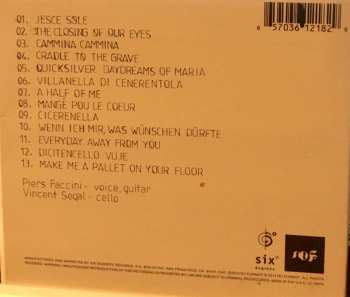 6 57036 12182
01. JESCE SOLE
02. THE CLOSING OF OUR EYES
03. CAMMINA CAMMINA
04. CRADLE TO THE GRAVE
05. QUICKSILVER DAYDREAMS OF MARIA
06. VILLANELLA DI CENERENTOLA
07. A HALF OF ME
08. MANGÉ POU LE COEUR
09. CICERENELLA
10. WENN ICH MIR, WAS WÜNSCHEN DÜRFTE
11. EVERYDAY AWAY FROM YOU
12. DICITENCELLO VUJE
13. MAKE ME A PALLET ON YOUR FLOOR
Piers Faccini - voice, guitar
Vincent Segal - cello
six
degrees